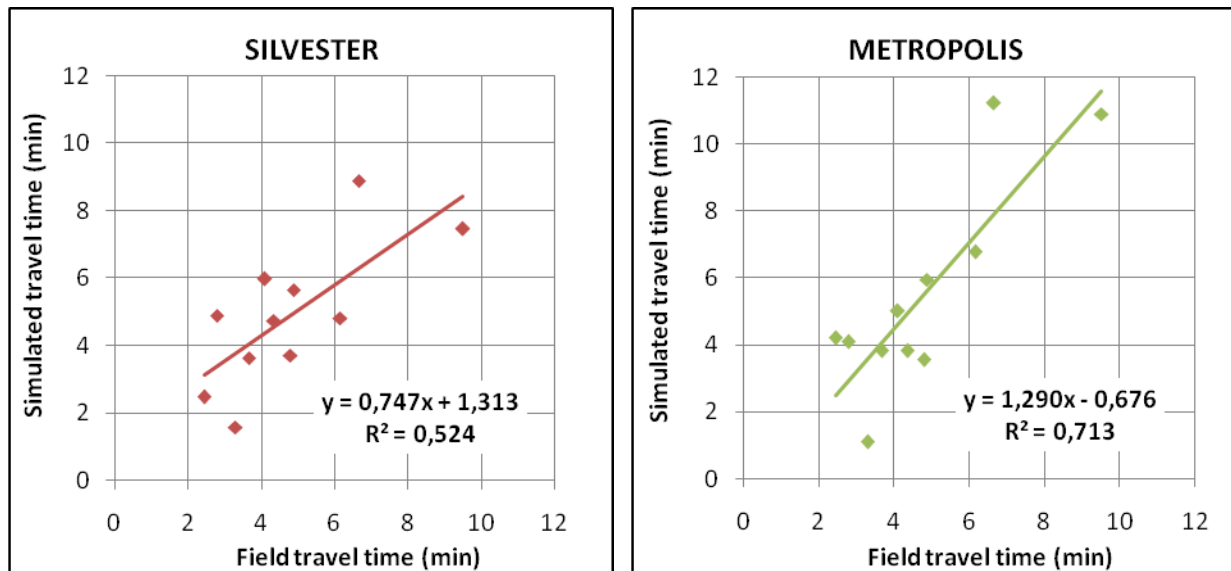 SILVESTER
Simulated travel time (min)
12
10
8
6
4
2
0
y = 0,747x + 1,313
R² = 0,524
0 2 4 6 8 10 12
Field travel time (min)
METROPOLIS
Simulated travel time (min)
12
10
8
6
4
2
0
y = 1,290x - 0,676
R² = 0,713
0 2 4 6 8 10 12
Field travel time (min)